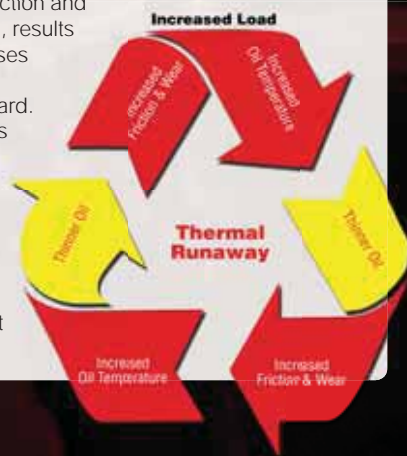 ction and
, results
ses
ard.
s
t
Increased Load
Increased
Friction & Wear
Increased
Oil Temperature
Thinner Oil
Thinner Oil
Thermal
Runaway
Increased
Oil Temperature
Increased
Friction & Wear